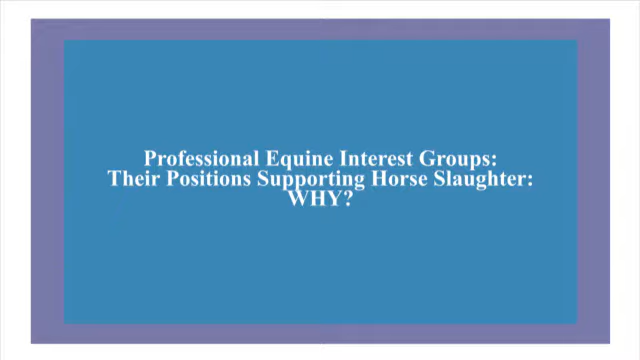 Professional Equine Interest Groups:
Their Positions Supporting Horse Slaughter:
WHY?